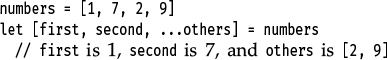 numbers = [1, 7, 2, 9]
let [first, second, ...others] = numbers
// first is 1, second is 7, and others is [2, 9]